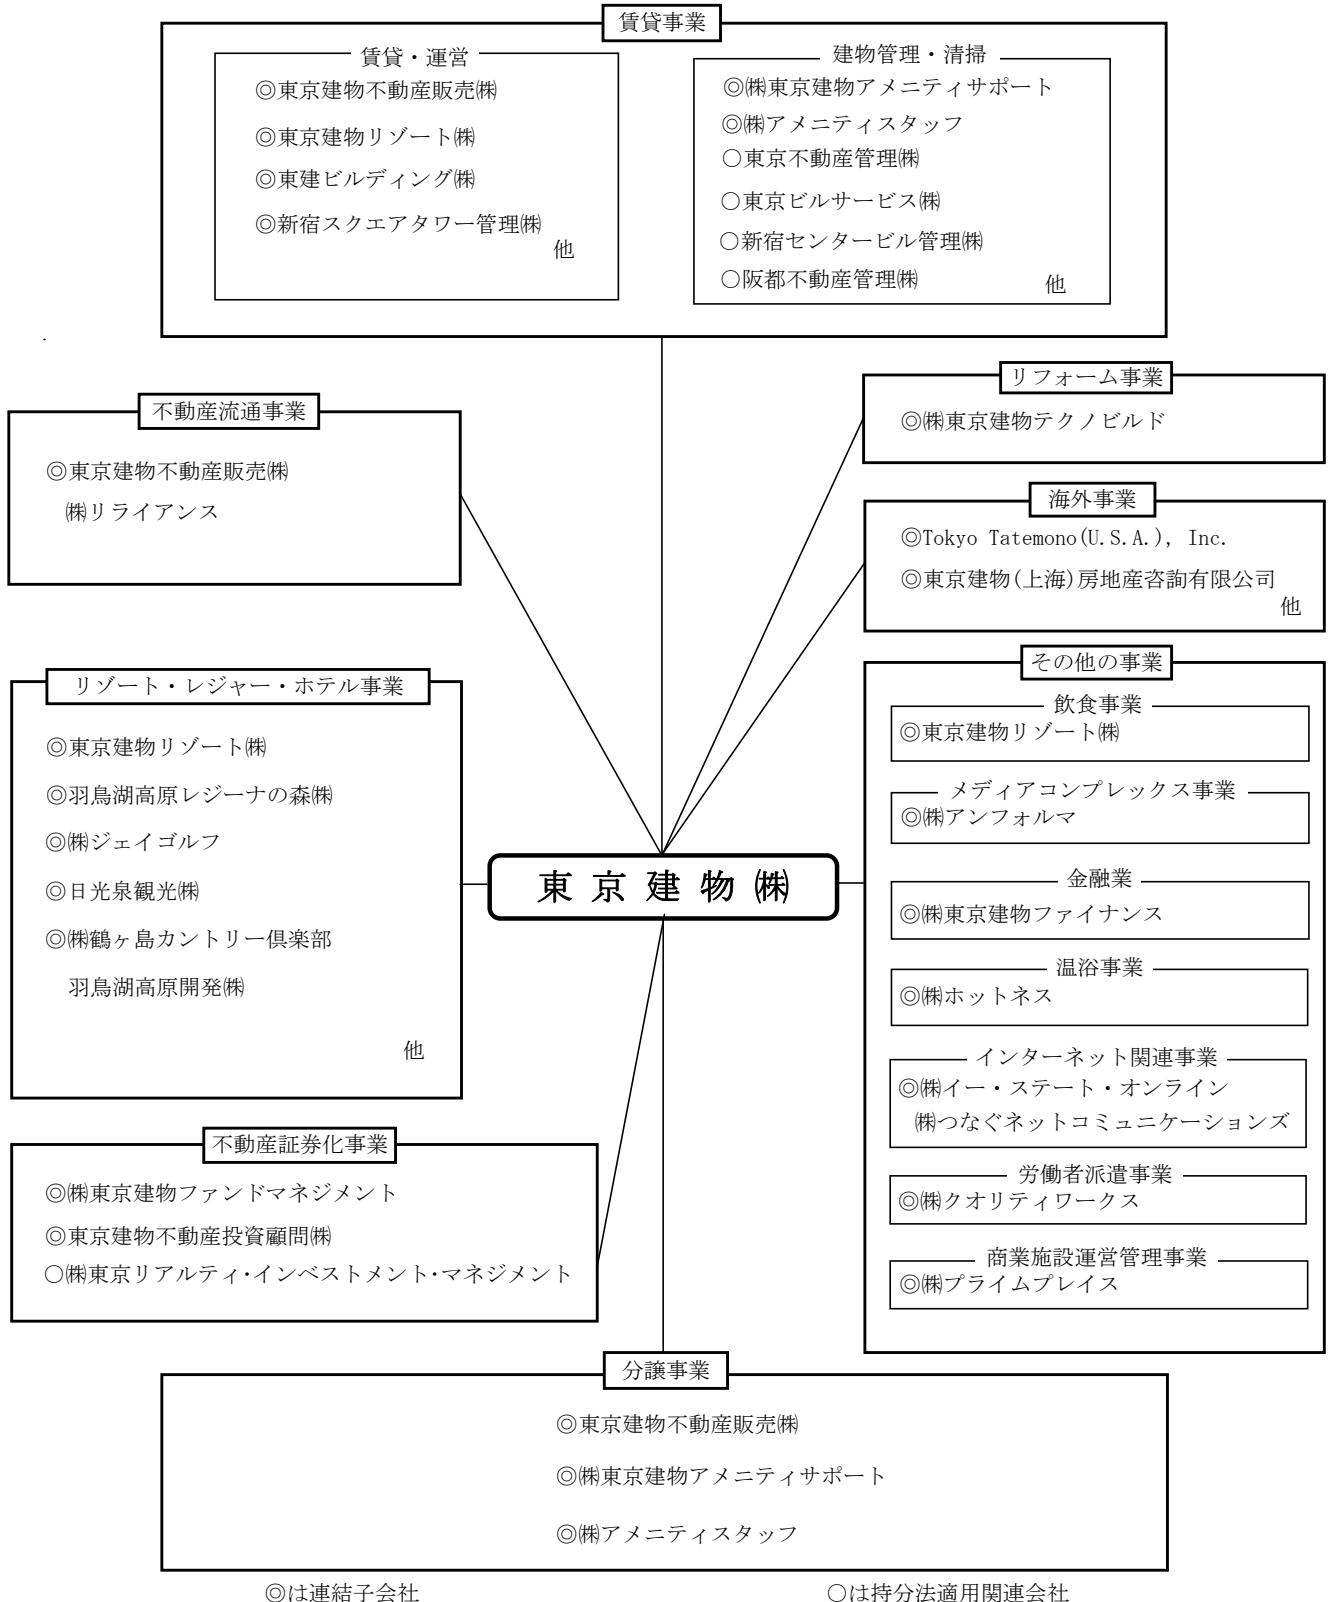 賃貸事業
賃貸・運営
◎東京建物不動産販売㈱
◎東京建物リゾート㈱
◎東建ビルディング㈱
◎新宿スクエアタワー管理㈱
他
建物管理・清掃
◎㈱東京建物アメニティサポート
◎㈱アメニティスタッフ
○東京不動産管理㈱
○東京ビルサービス㈱
○新宿センタービル管理㈱
○阪都不動産管理㈱
他
不動産流通事業
◎東京建物不動産販売㈱
㈱リライアンス
リフォーム事業
◎㈱東京建物テクノビルド
海外事業
◎Tokyo Tatemono(U.S.A.), Inc.
◎東京建物(上海)房地産咨詢有限公司
他
リゾート・レジャー・ホテル事業
◎東京建物リゾート㈱
◎羽鳥湖高原レジーナの森㈱
◎㈱ジェイゴルフ
◎日光泉観光㈱
◎㈱鶴ヶ島カントリー倶楽部
羽鳥湖高原開発㈱
他
東京建物㈱
その他の事業
飲食事業
◎東京建物リゾート㈱
メディアコンプレックス事業
◎㈱アンフォルマ
金融業
◎㈱東京建物ファイナンス
温浴事業
◎㈱ホットネス
インターネット関連事業
◎㈱イー・ステート・オンライン
㈱つなぐネットコミュニケーションズ
労働者派遣事業
◎㈱クオリティワークス
商業施設運営管理事業
◎㈱プライムプレイス
不動産証券化事業
◎㈱東京建物ファンドマネジメント
◎東京建物不動産投資顧問㈱
○㈱東京リアルティ・インベストメント・マネジメント
分譲事業
◎東京建物不動産販売㈱
◎㈱東京建物アメニティサポート
◎㈱アメニティスタッフ
◎は連結子会社
○は持分法適用関連会社